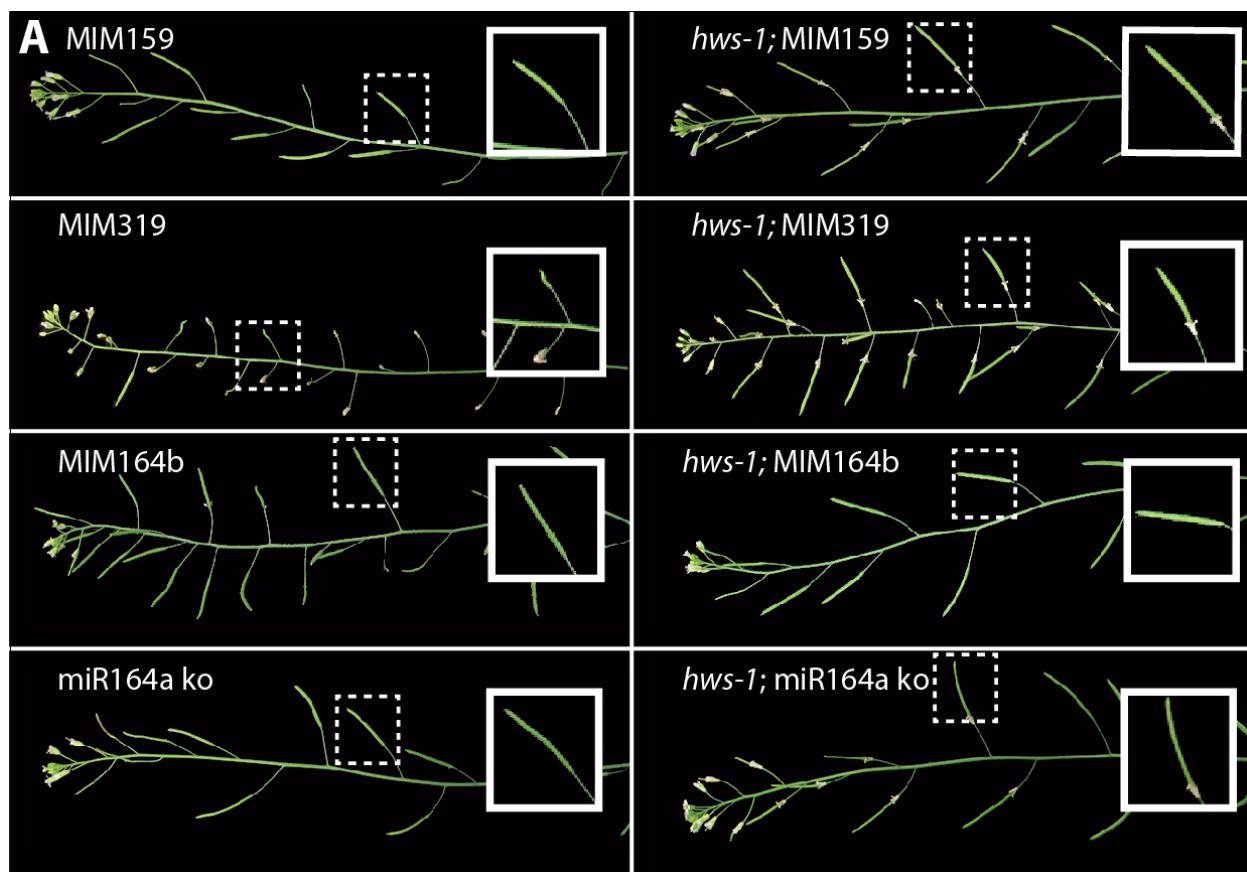 A MIM159
hws-1; MIM159
MIM319
hws-1; MIM319
MIM164b
hws-1; MIM164b
miR164a ko
hws-1; miR164a ko